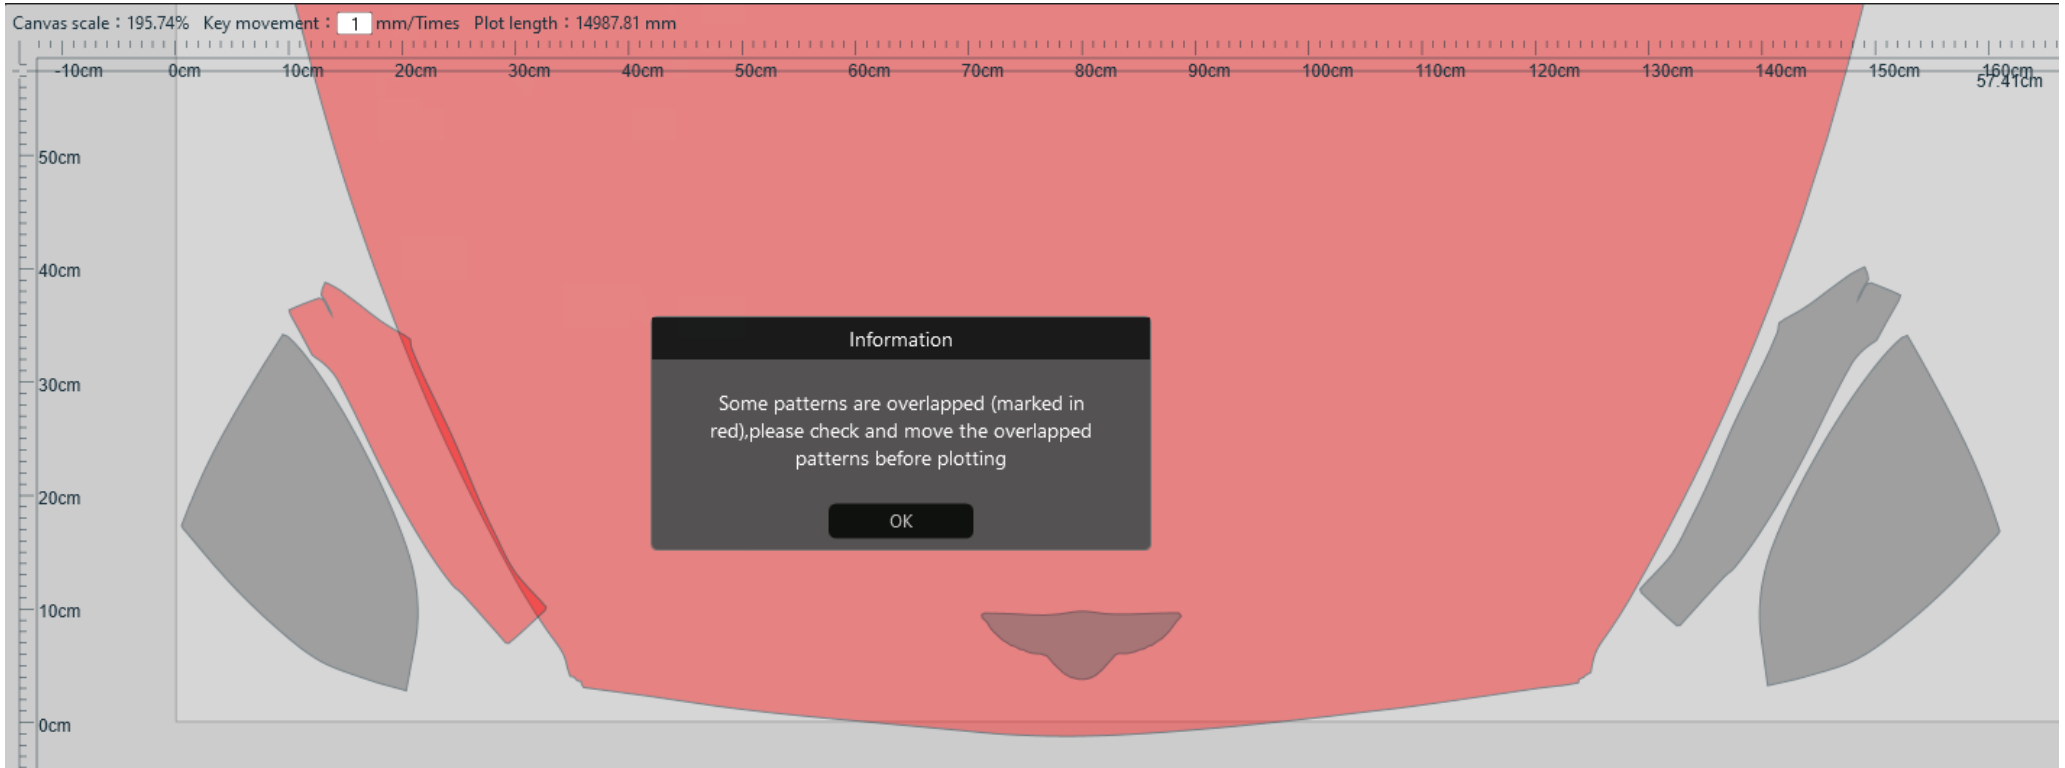 Canvas scale：195.74%   Key movement： 1 mm/Times   Plot length：14987.81 mm
-10cm 0cm 10cm 20cm 30cm 40cm 50cm 60cm 70cm 80cm 90cm 100cm 110cm 120cm 130cm 140cm 150cm 160cm
57.41cm
50cm
40cm
30cm
20cm
10cm
0cm
Information
Some patterns are overlapped (marked in
red),please check and move the overlapped
patterns before plotting
OK